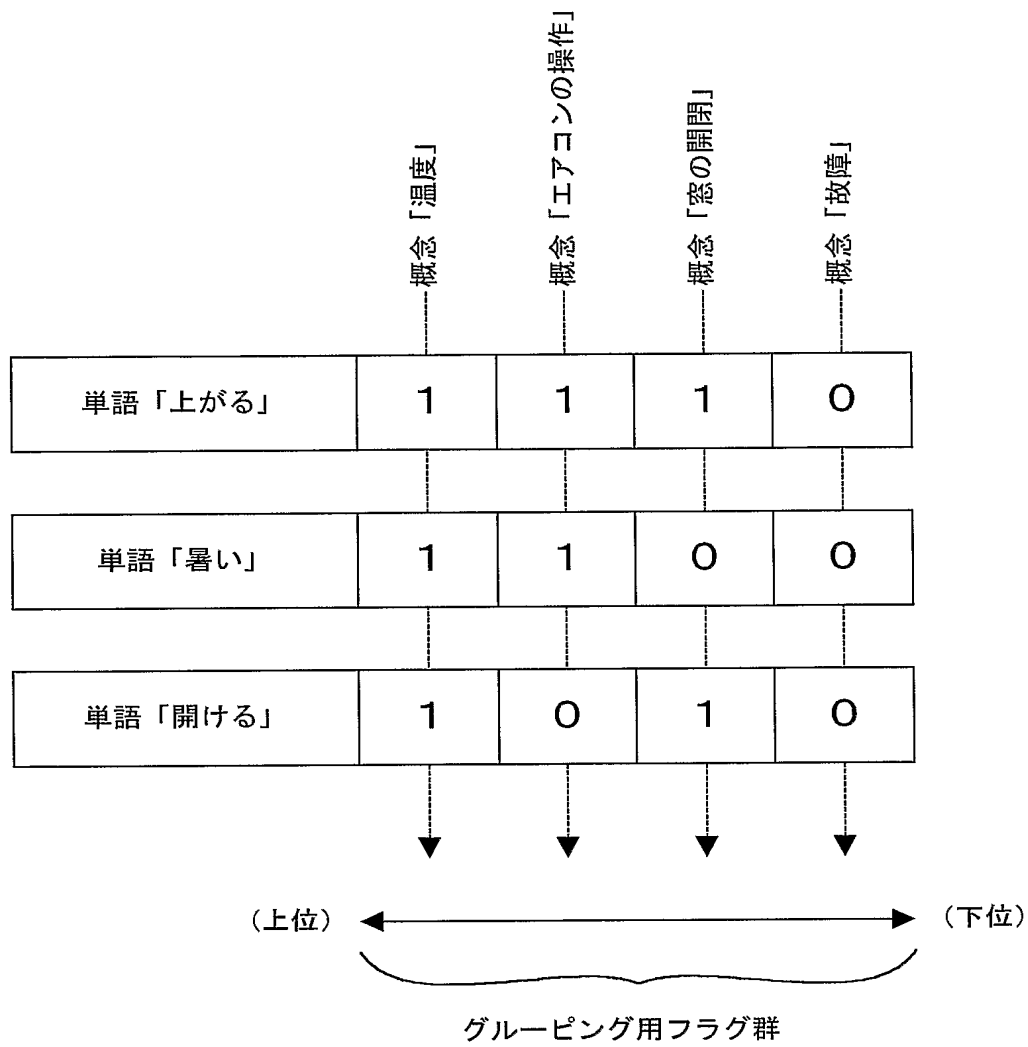 概念「温度」
概念「エアコンの操作」
概念「窓の開閉」
概念「故障」
単語「上がる」 1 1 1 0
単語「暑い」 1 1 0 0
単語「開ける」 1 0 1 0
(上位) (下位)
グルーピング用フラグ群